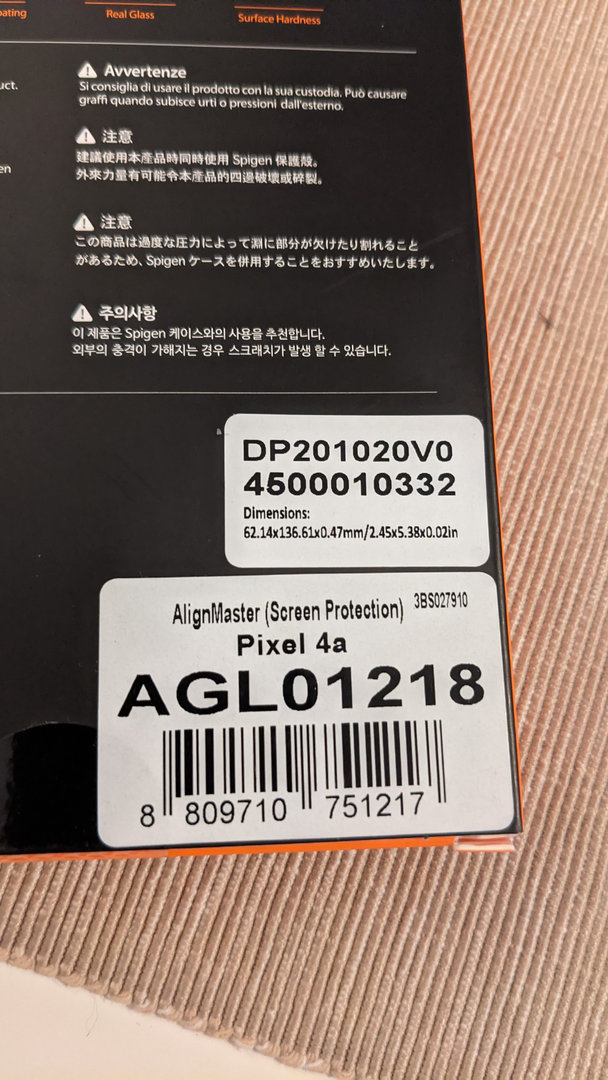 Real Glass
Surface Hardness
Avvertenze
Si consiglia di usare il prodotto con la sua custodia. Può causare
graffi quando subisce urti o pressioni dall'esterno.
注意
建議使用本產品時同時使用 Spigen 保護殼。
外來力量有可能令本產品的四邊破壞或碎裂。
注意
この商品は過度な圧力によって淵に部分が欠けたり割れること
があるため、Spigen ケースを併用することをおすすめいたします。
주의사항
이 제품은 Spigen 케이스와의 사용을 추천합니다.
외부의 충격이 가해지는 경우 스크래치가 발생 할 수 있습니다.
DP201020V0
4500010332
Dimensions:
62.14x136.61x0.47mm/2.45x5.38x0.02in
AlignMaster (Screen Protection) 3BS027910
Pixel 4a
AGL01218
8 809710 751217